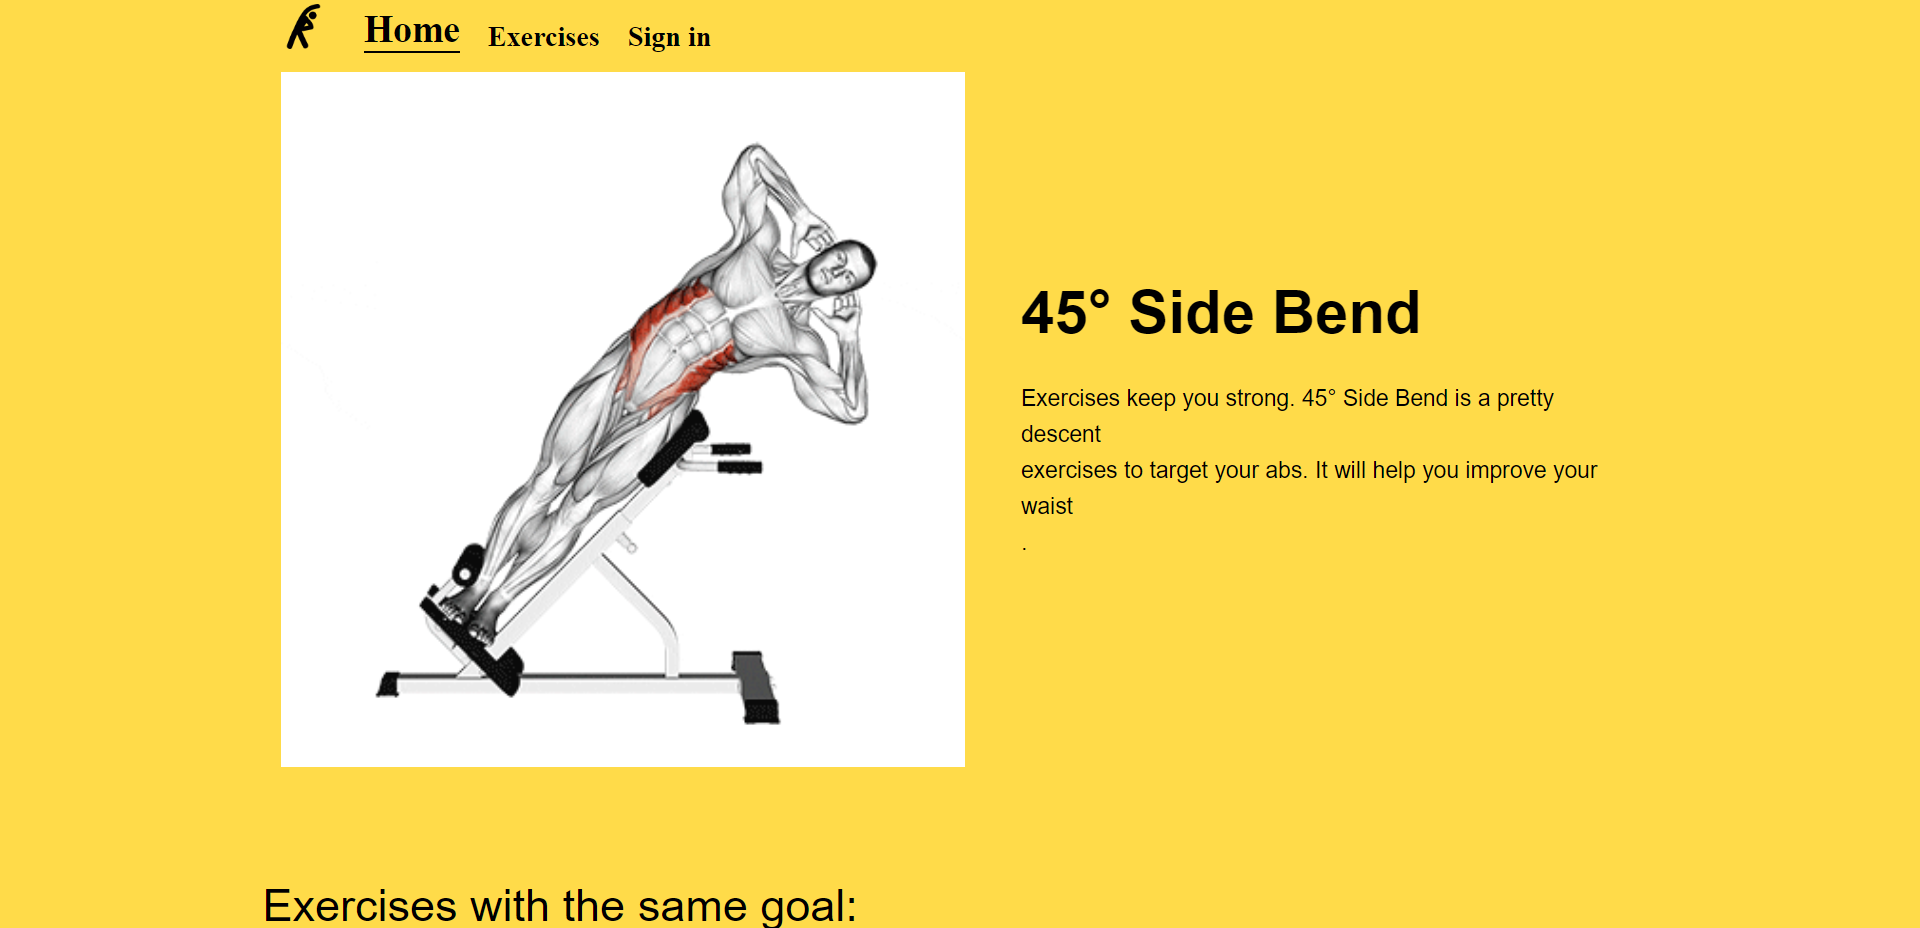 Home Exercises Sign in
45° Side Bend
Exercises keep you strong. 45° Side Bend is a pretty
descent
exercises to target your abs. It will help you improve your
waist
.
Exercises with the same goal: